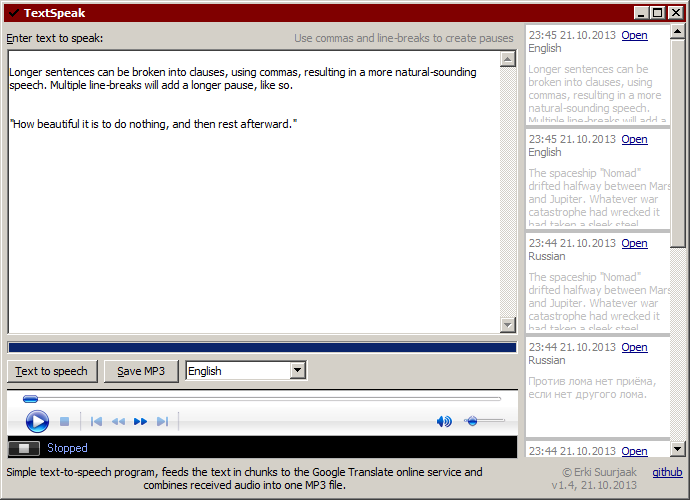 TextSpeak
Enter text to speak:
Use commas and line-breaks to create pauses
Longer sentences can be broken into clauses, using commas, resulting in a more natural-sounding
speech. Multiple line-breaks will add a longer pause, like so.
"How beautiful it is to do nothing, and then rest afterward."
Text to speech
Save MP3
English
Stopped
Simple text-to-speech program, feeds the text in chunks to the Google Translate online service and
combines received audio into one MP3 file.
23:45 21.10.2013 Open
English
Longer sentences can be
broken into clauses, using
commas, resulting in a more
natural-sounding speech.
Multiple line-breaks will add a
23:45 21.10.2013 Open
English
The spaceship "Nomad"
drifted halfway between Mars
and Jupiter. Whatever war
catastrophe had wrecked it
had taken a sleek steel
23:44 21.10.2013 Open
Russian
The spaceship "Nomad"
drifted halfway between Mars
and Jupiter. Whatever war
catastrophe had wrecked it
had taken a sleek steel
23:44 21.10.2013 Open
Russian
Против лома нет приёма,
если нет другого лома.
23:44 21.10.2013 Open
© Erki Suurjaak
github
v1.4, 21.10.2013